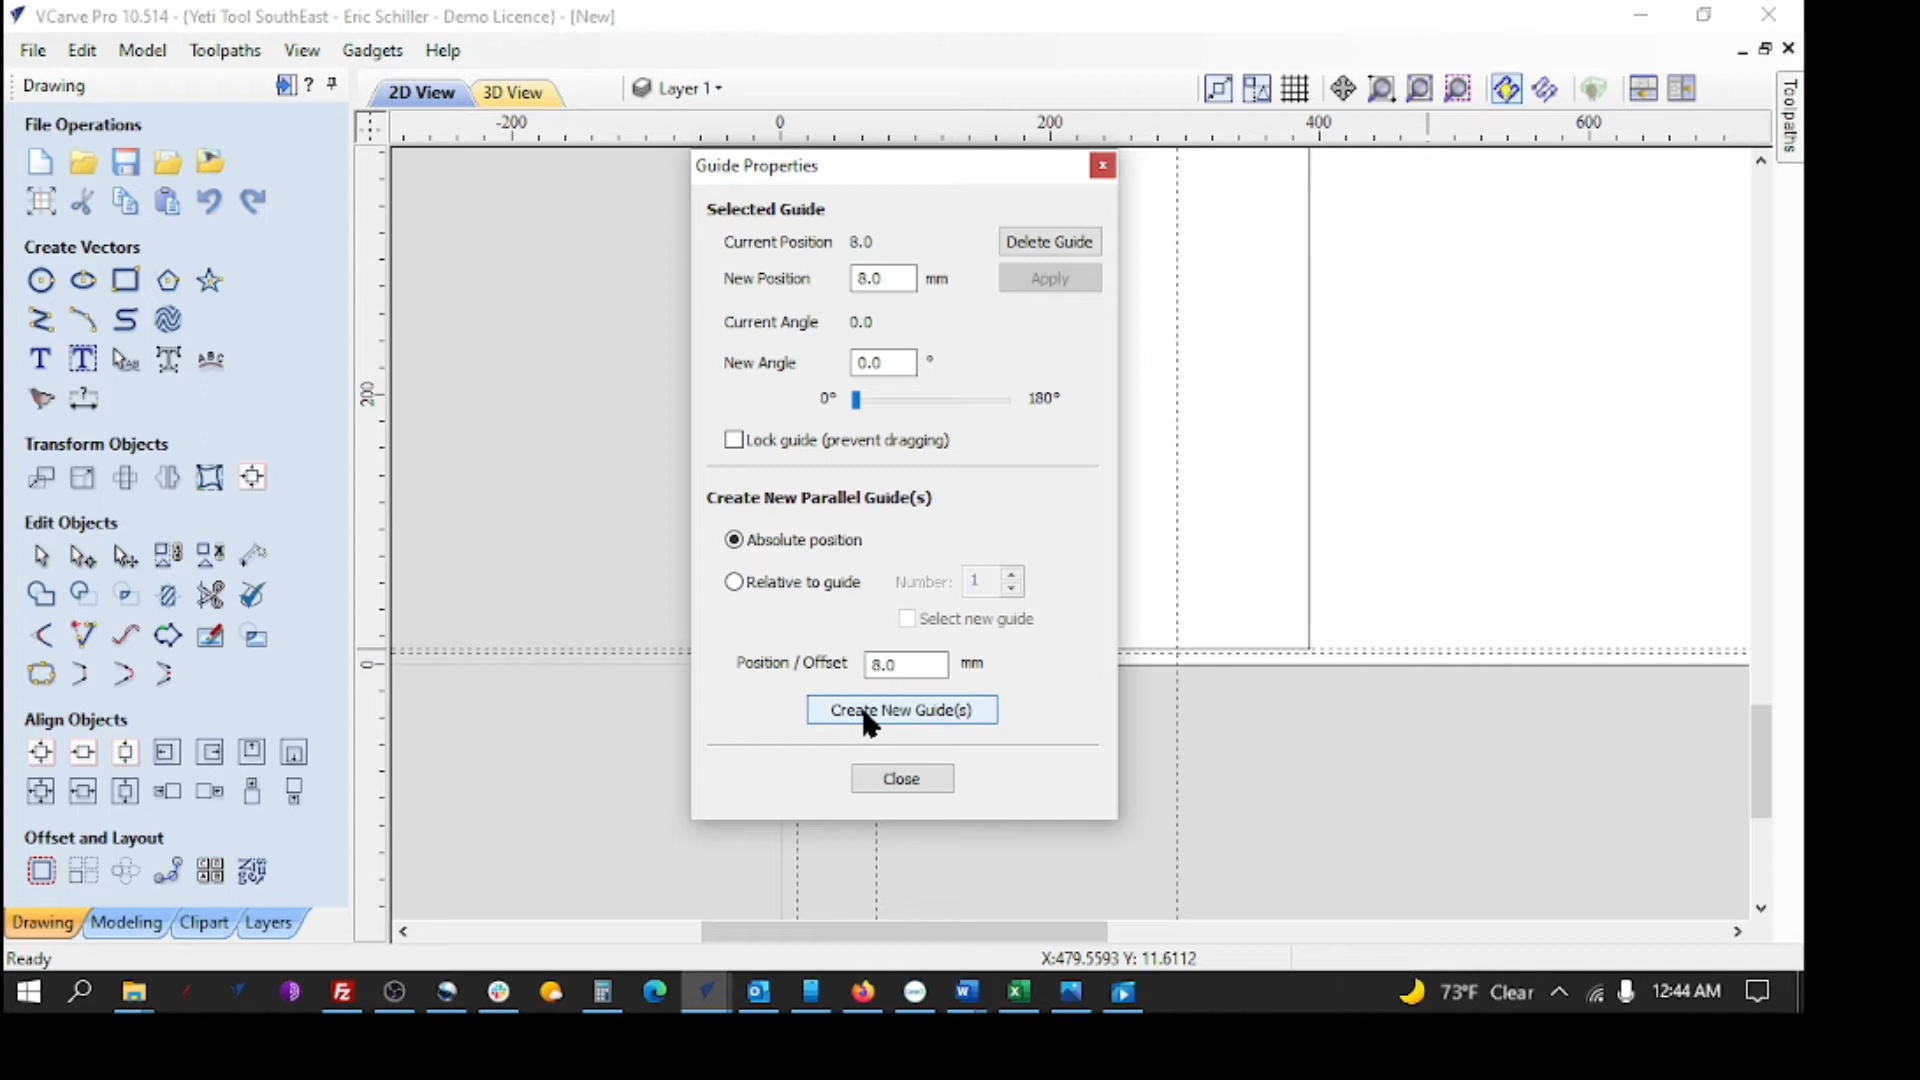 VCarve Pro 10.514 - {Yeti Tool SouthEast - Eric Schiller - Demo Licence} - [New]
File Edit Model Toolpaths View Gadgets Help
Drawing
2D View 3D View Layer 1
Toolpaths
-200 0 200 400 600
File Operations
Create Vectors
Transform Objects
Edit Objects
Align Objects
Offset and Layout
200
0
Guide Properties
Selected Guide
Current Position 8.0 Delete Guide
New Position 8.0 mm Apply
Current Angle 0.0
New Angle 0.0 °
0° 180°
Lock guide (prevent dragging)
Create New Parallel Guide(s)
Absolute position
Relative to guide Number: 1
Select new guide
Position / Offset 8.0 mm
Create New Guide(s)
Close
Drawing Modeling Clipart Layers
Ready X:479.5593 Y: 11.6112
73°F Clear 12:44 AM